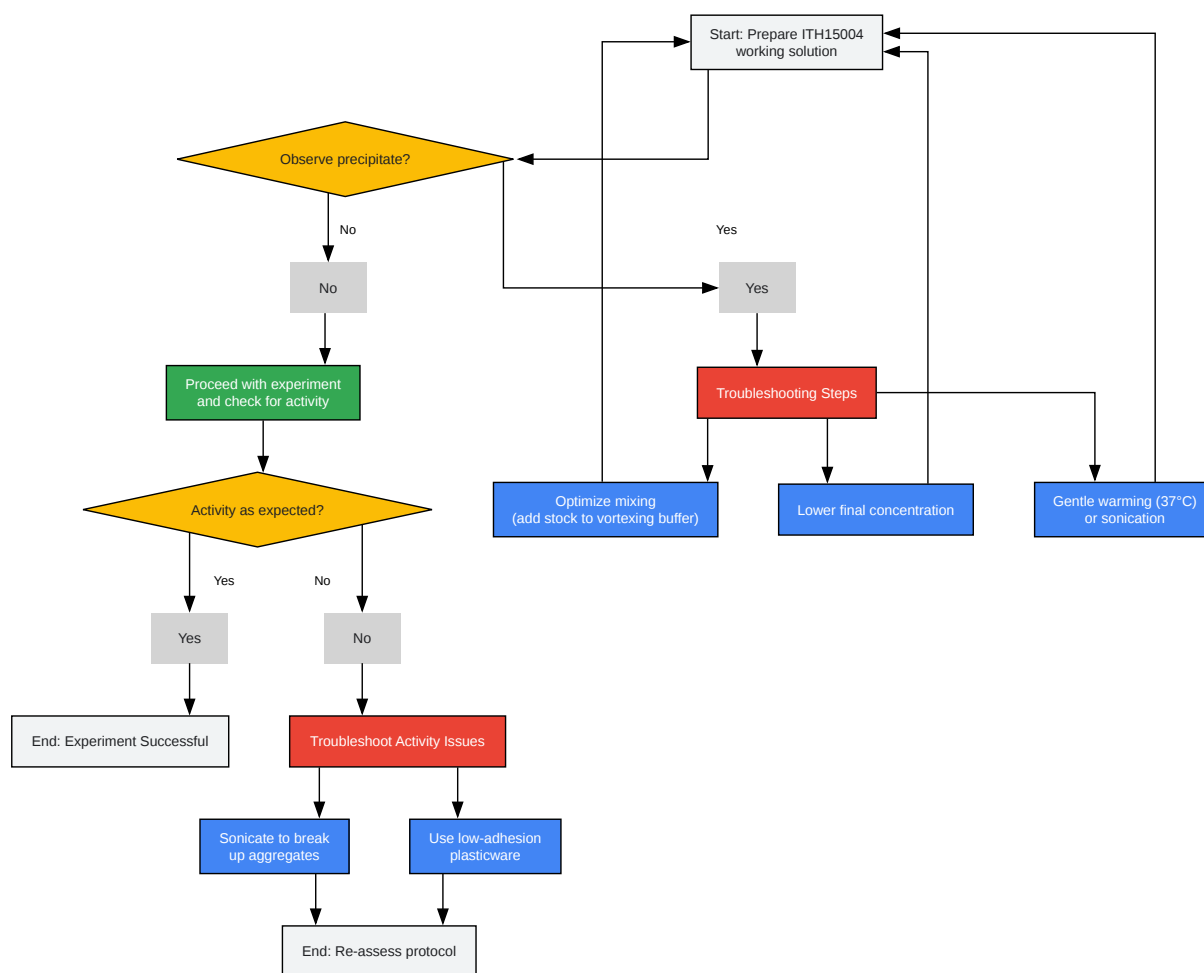 Start: Prepare ITH15004
working solution
Observe precipitate?
No
Yes
No
Yes
Proceed with experiment
and check for activity
Troubleshooting Steps
Optimize mixing
(add stock to vortexing buffer)
Lower final concentration
Gentle warming (37°C)
or sonication
Activity as expected?
Yes
No
Yes
No
End: Experiment Successful
Troubleshoot Activity Issues
Sonicate to break
up aggregates
Use low-adhesion
plasticware
End: Re-assess protocol